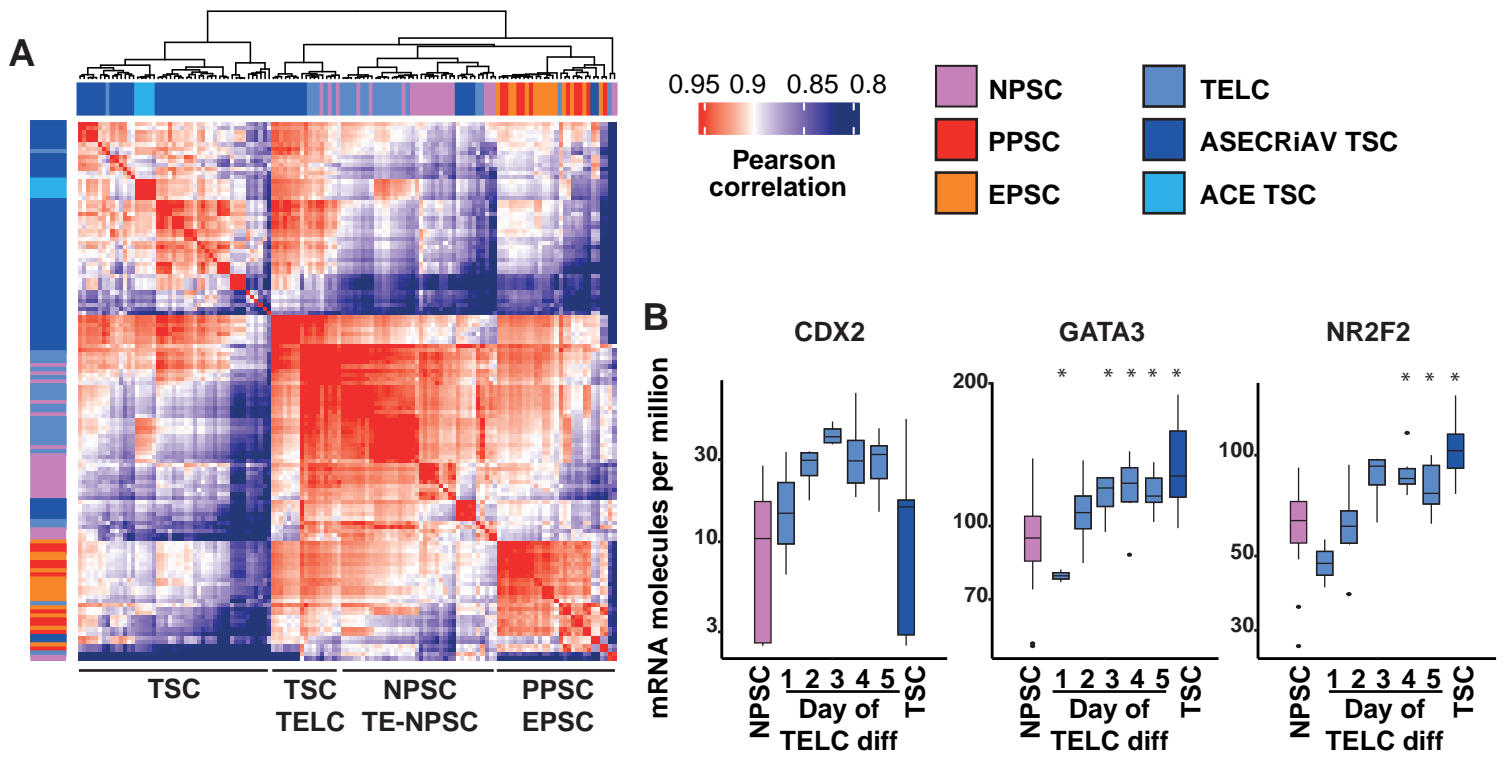 A
0.95 0.9 0.85 0.8
Pearson
correlation
NPSC
PPSC
EPSC
TELC
ASECRiAV TSC
ACE TSC
TSC
TSC
TELC
NPSC
TE-NPSC
PPSC
EPSC
B
mRNA molecules per million
CDX2
30
10
3
NPSC
1 2 3 4 5
TSC
Day of
TELC diff
GATA3
* * * * *
200
100
70
NPSC
1 2 3 4 5
TSC
Day of
TELC diff
NR2F2
* * *
100
50
30
NPSC
1 2 3 4 5
TSC
Day of
TELC diff